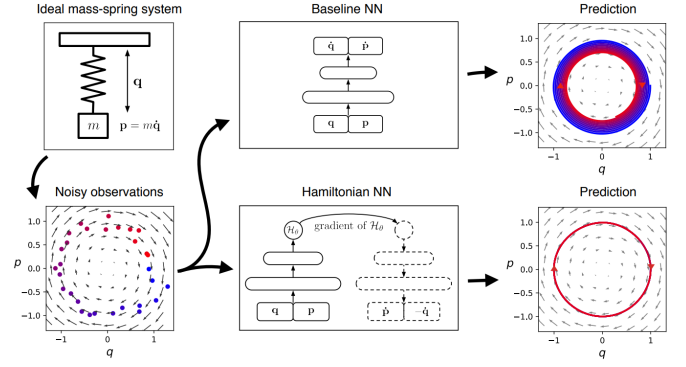 Ideal mass-spring system
q
m
p = mq̇
Baseline NN
q̇ ṗ
q p
Prediction
p
1.0
0.5
0.0
−0.5
−1.0
−1 0 1
q
Noisy observations
p
1.0
0.5
0.0
−0.5
−1.0
−1 0 1
q
Hamiltonian NN
ℋθ gradient of ℋθ
q p
ṗ −q̇
Prediction
p
1.0
0.5
0.0
−0.5
−1.0
−1 0 1
q